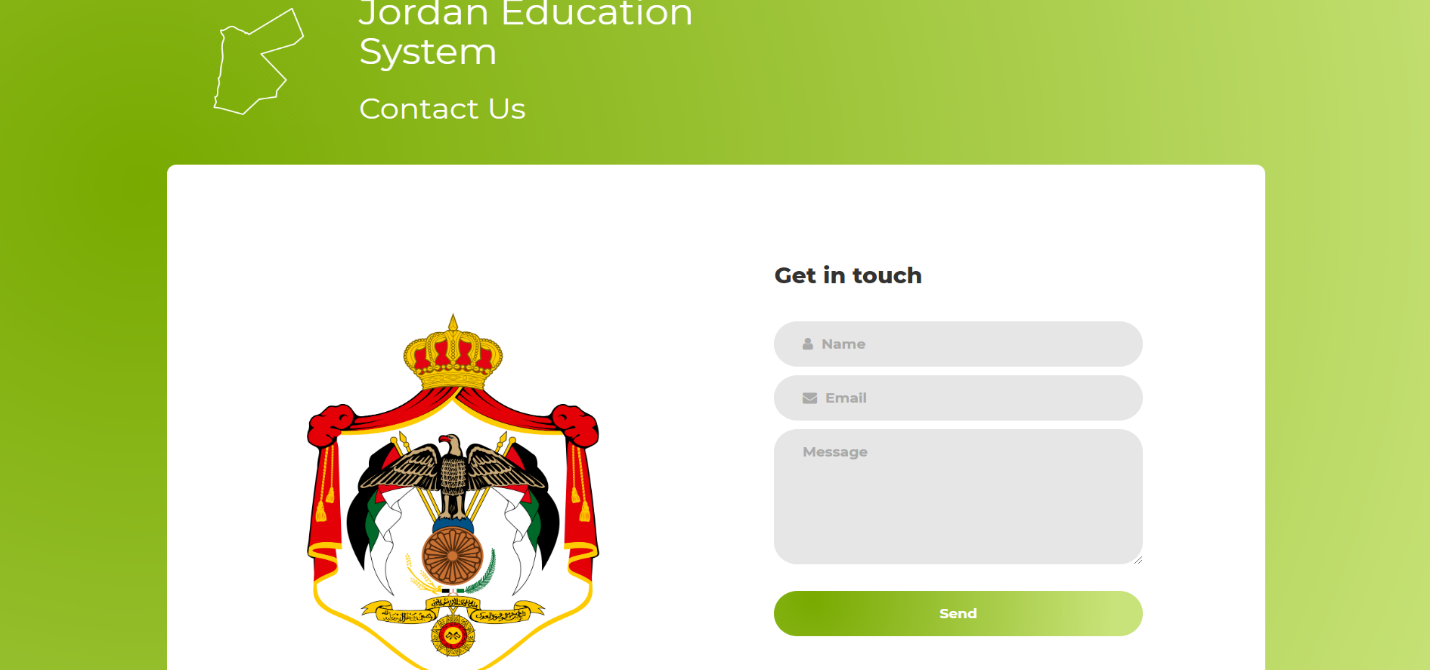 Jordan Education
System
Contact Us
Get in touch
Name
Email
Message
Send